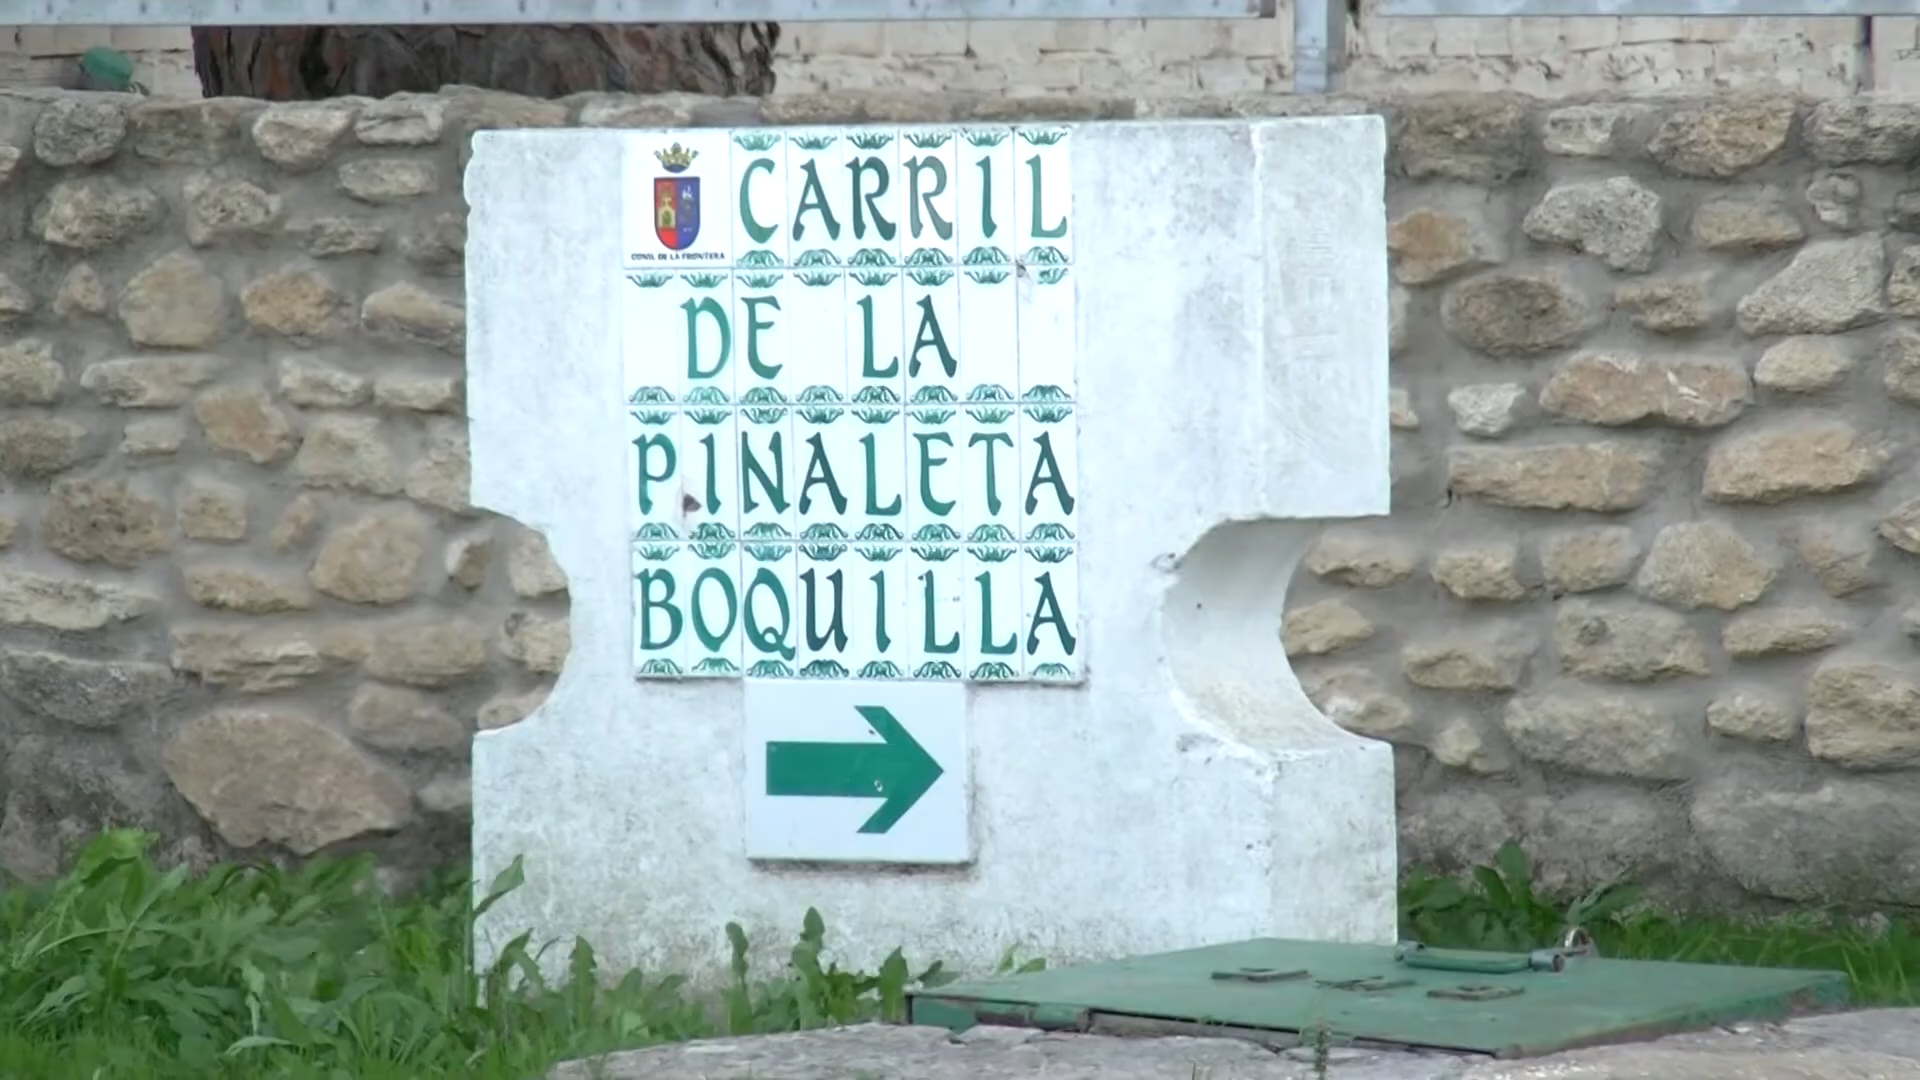 CARRIL
CONIL DE LA FRONTERA
DE LA
PINALETA
BOQUILLA